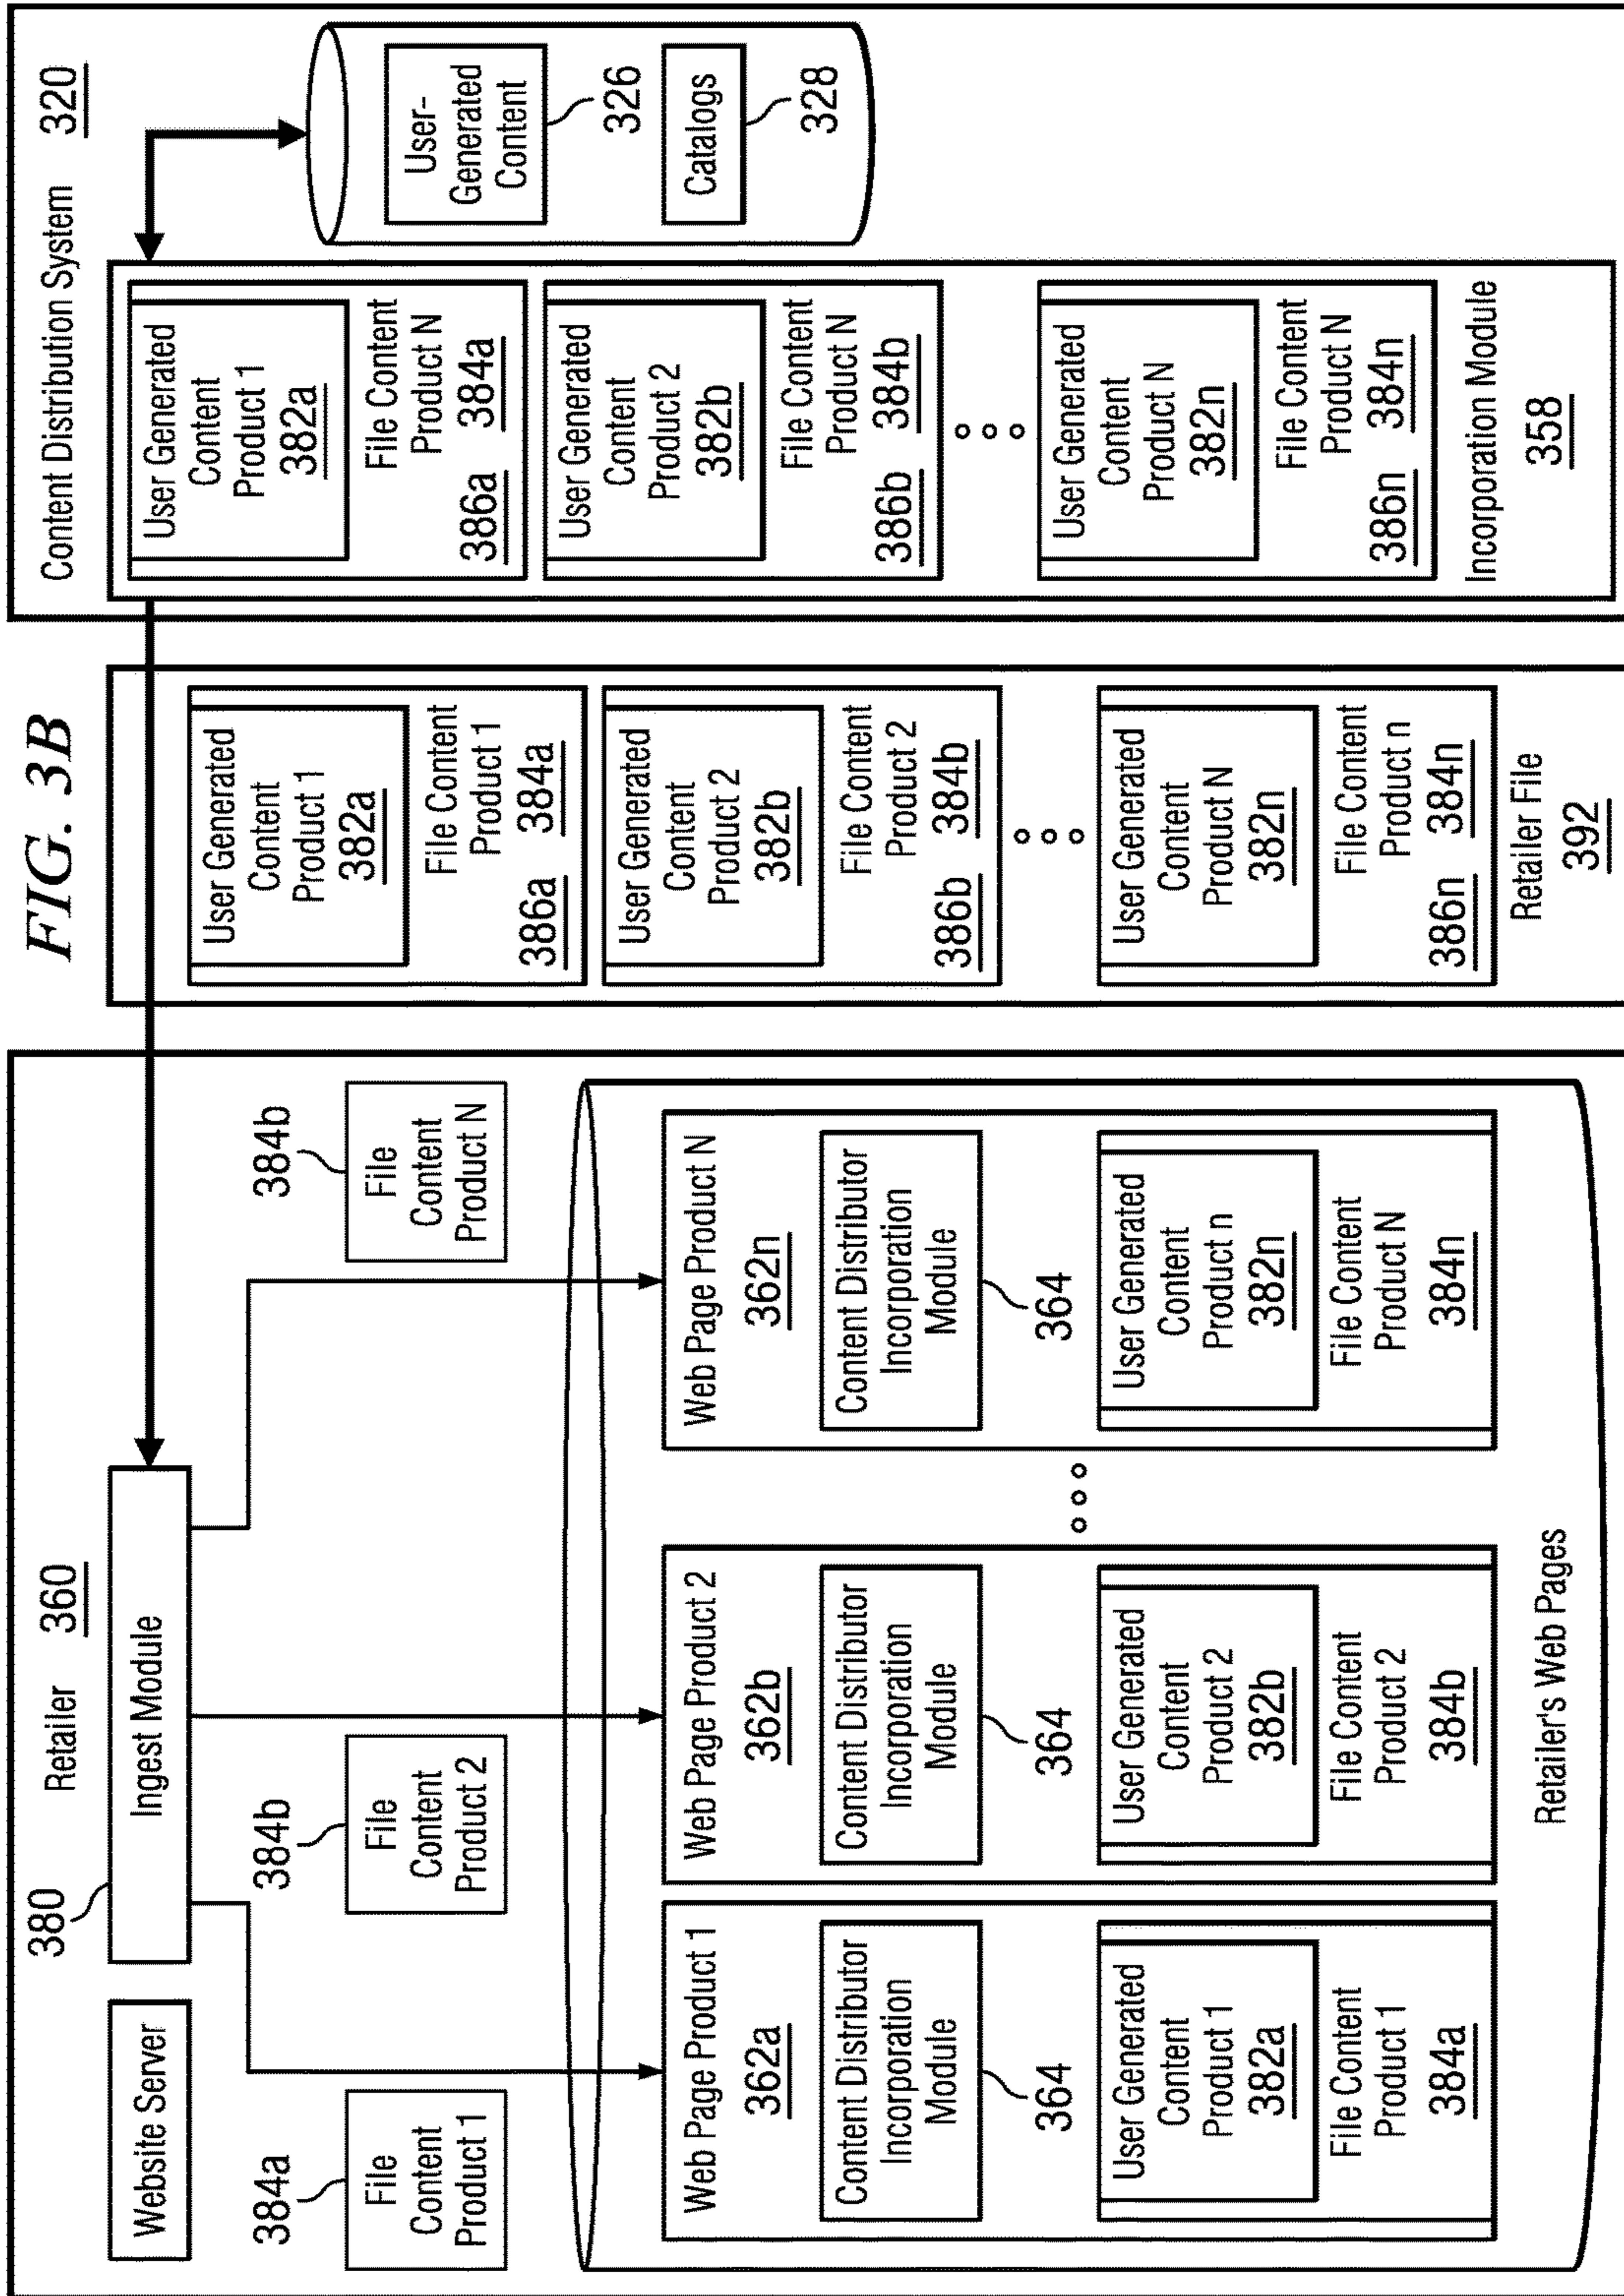 FIG. 3B
Retailer 360
380
Website Server
Ingest Module
384a
File
Content
Product 1
384b
File
Content
Product 2
384b
File
Content
Product N
Web Page Product 1
362a
Content Distributor
Incorporation
Module
364
User Generated
Content
Product 1
382a
File Content
Product 1
384a
Web Page Product 2
362b
Content Distributor
Incorporation
Module
364
User Generated
Content
Product 2
382b
File Content
Product 2
384b
Web Page Product N
362n
Content Distributor
Incorporation
Module
364
User Generated
Content
Product n
382n
File Content
Product N
384n
Retailer's Web Pages
User Generated
Content
Product 1
382a
File Content
Product 1
386a 384a
User Generated
Content
Product 2
382b
File Content
Product 2
386b 384b
User Generated
Content
Product N
382n
File Content
Product n
386n 384n
Retailer File
392
Content Distribution System 320
User Generated
Content
Product 1
382a
File Content
Product N
386a 384a
User Generated
Content
Product 2
382b
File Content
Product N
386b 384b
User Generated
Content
Product N
382n
File Content
Product N
386n 384n
Incorporation Module
358
User-
Generated
Content
326
Catalogs
328